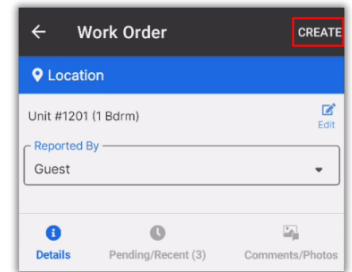 Work Order CREATE
Location
Unit #1201 (1 Bdrm)
Edit
Reported By
Guest
Details Pending/Recent (3) Comments/Photos